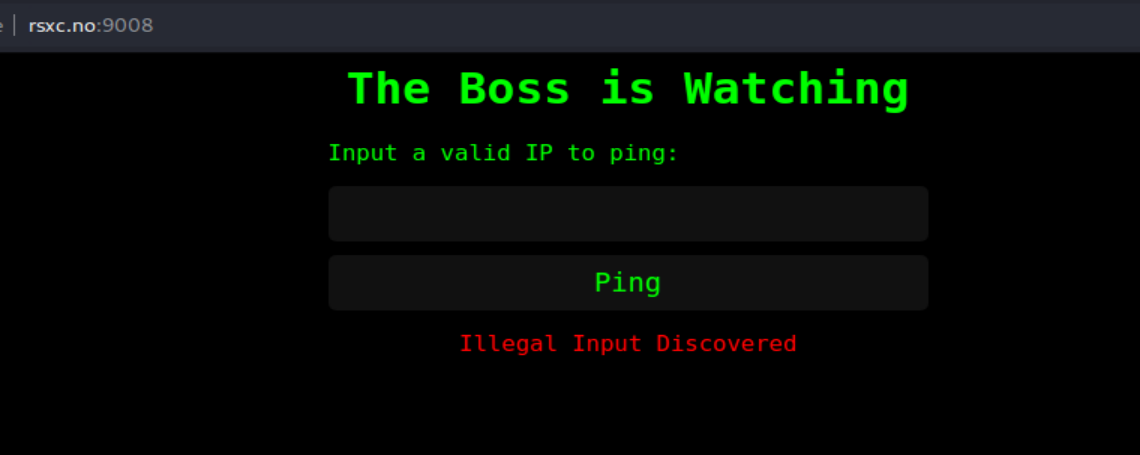 rsxc.no:9008
The Boss is Watching
Input a valid IP to ping:
Ping
Illegal Input Discovered